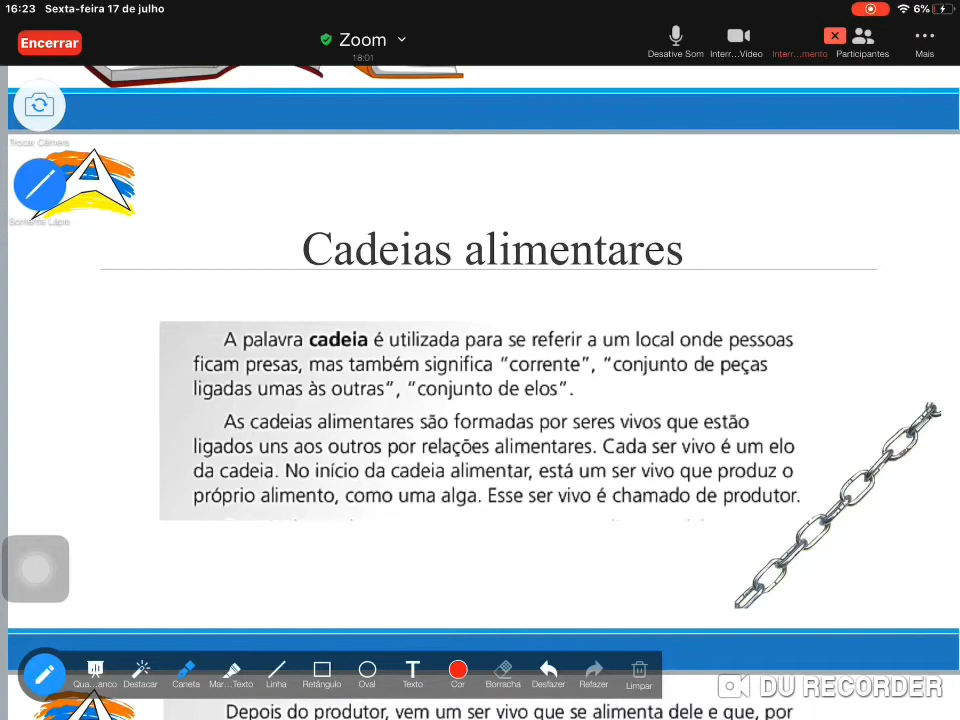 16:23 Sexta-feira 17 de julho
6%
Encerrar
Zoom
18:01
Desative Som
Interr...Vídeo
Interr...mento
Participantes
Mais
Trocar Câmera
Somente Lápis
Cadeias alimentares
A palavra cadeia é utilizada para se referir a um local onde pessoas
ficam presas, mas também significa “corrente”, “conjunto de peças
ligadas umas às outras”, “conjunto de elos”.
As cadeias alimentares são formadas por seres vivos que estão
ligados uns aos outros por relações alimentares. Cada ser vivo é um elo
da cadeia. No início da cadeia alimentar, está um ser vivo que produz o
próprio alimento, como uma alga. Esse ser vivo é chamado de produtor.
Qua...anco
Destacar
Caneta
Mar...Texto
Linha
Retângulo
Oval
Texto
Cor
Borracha
Desfazer
Refazer
Limpar
DU RECORDER
Depois do produtor, vem um ser vivo que se alimenta dele e que, por